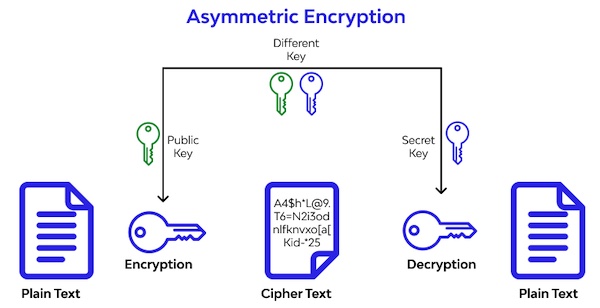 Asymmetric Encryption
Different
Key
Public
Key
Secret
Key
A4$h*L@9.
T6=N2i3od
nlfknvxo[a[
Kid-*25
Encryption
Decryption
Plain Text
Cipher Text
Plain Text